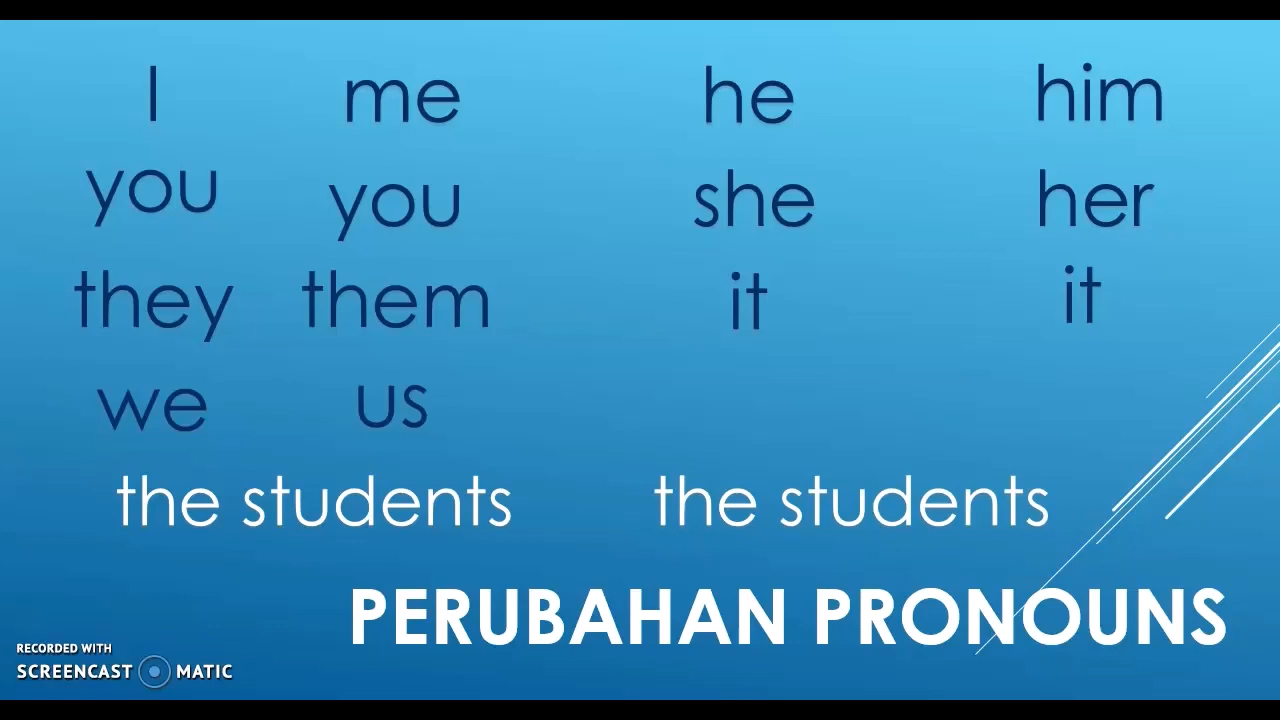 I me he him
you you she her
they them it it
we us
the students the students
PERUBAHAN PRONOUNS
RECORDED WITH
SCREENCAST MATIC